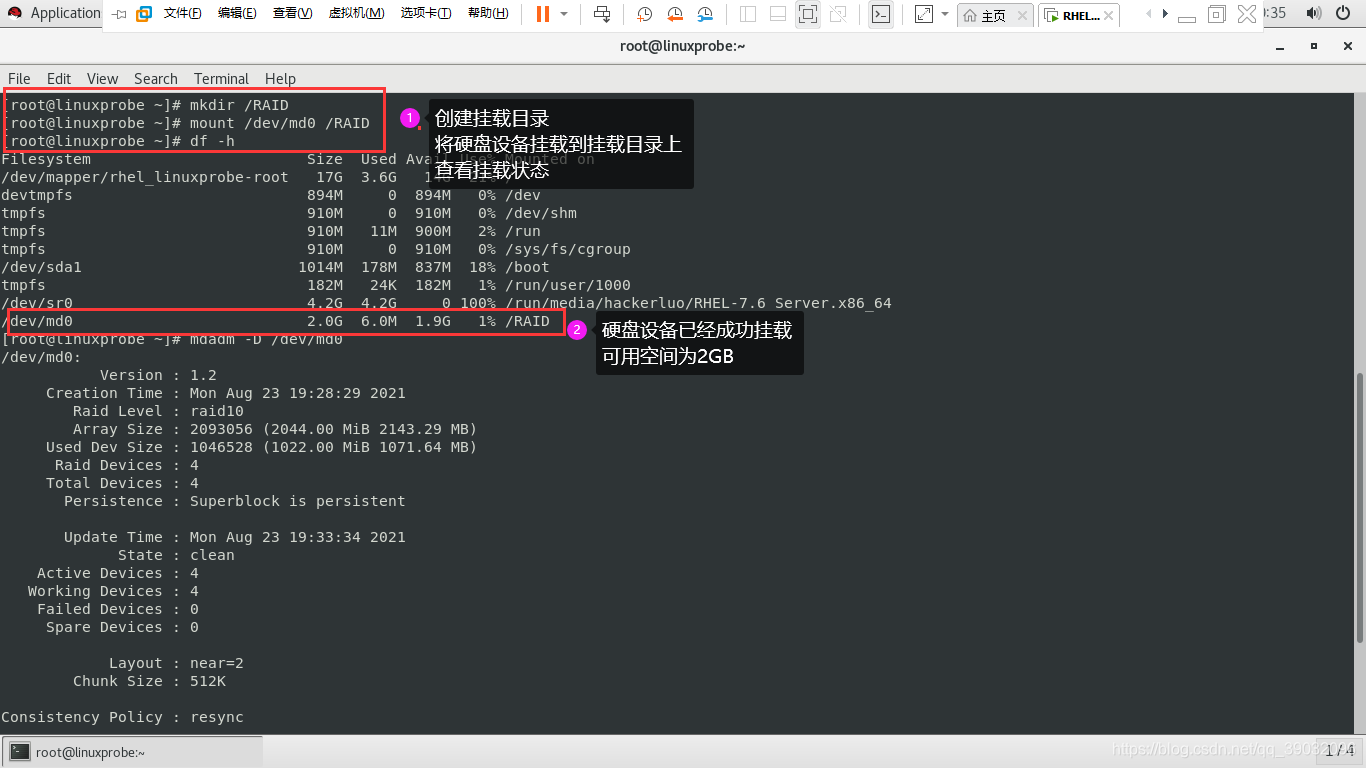 Application
文件(F) 编辑(E) 查看(V) 虚拟机(M) 选项卡(T) 帮助(H)
主页
RHEL...
:35
root@linuxprobe:~
File Edit View Search Terminal Help
[root@linuxprobe ~]# mkdir /RAID
[root@linuxprobe ~]# mount /dev/md0 /RAID
[root@linuxprobe ~]# df -h
1
创建挂载目录
将硬盘设备挂载到挂载目录上
查看挂载状态
Filesystem Size Used Avail Use% Mounted on
/dev/mapper/rhel_linuxprobe-root 17G 3.6G
devtmpfs 894M 0 894M 0% /dev
tmpfs 910M 0 910M 0% /dev/shm
tmpfs 910M 11M 900M 2% /run
tmpfs 910M 0 910M 0% /sys/fs/cgroup
/dev/sda1 1014M 178M 837M 18% /boot
tmpfs 182M 24K 182M 1% /run/user/1000
/dev/sr0 4.2G 4.2G 0 100% /run/media/hackerluo/RHEL-7.6 Server.x86_64
/dev/md0 2.0G 6.0M 1.9G 1% /RAID
2
硬盘设备已经成功挂载
可用空间为2GB
[root@linuxprobe ~]# mdadm -D /dev/md0
/dev/md0:
Version : 1.2
Creation Time : Mon Aug 23 19:28:29 2021
Raid Level : raid10
Array Size : 2093056 (2044.00 MiB 2143.29 MB)
Used Dev Size : 1046528 (1022.00 MiB 1071.64 MB)
Raid Devices : 4
Total Devices : 4
Persistence : Superblock is persistent
Update Time : Mon Aug 23 19:33:34 2021
State : clean
Active Devices : 4
Working Devices : 4
Failed Devices : 0
Spare Devices : 0
Layout : near=2
Chunk Size : 512K
Consistency Policy : resync
root@linuxprobe:~
1 / 4